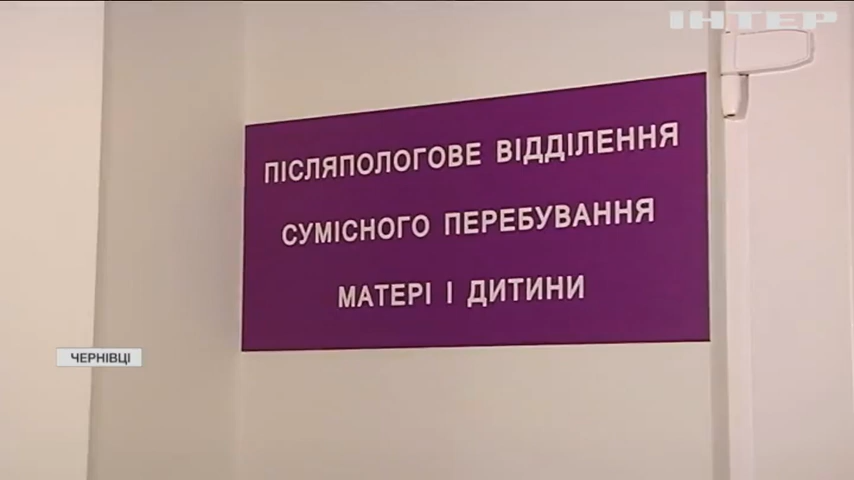 ІНТЕР
ПІСЛЯПОЛОГОВЕ ВІДДІЛЕННЯ
СУМІСНОГО ПЕРЕБУВАННЯ
МАТЕРІ І ДИТИНИ
ЧЕРНІВЦІ